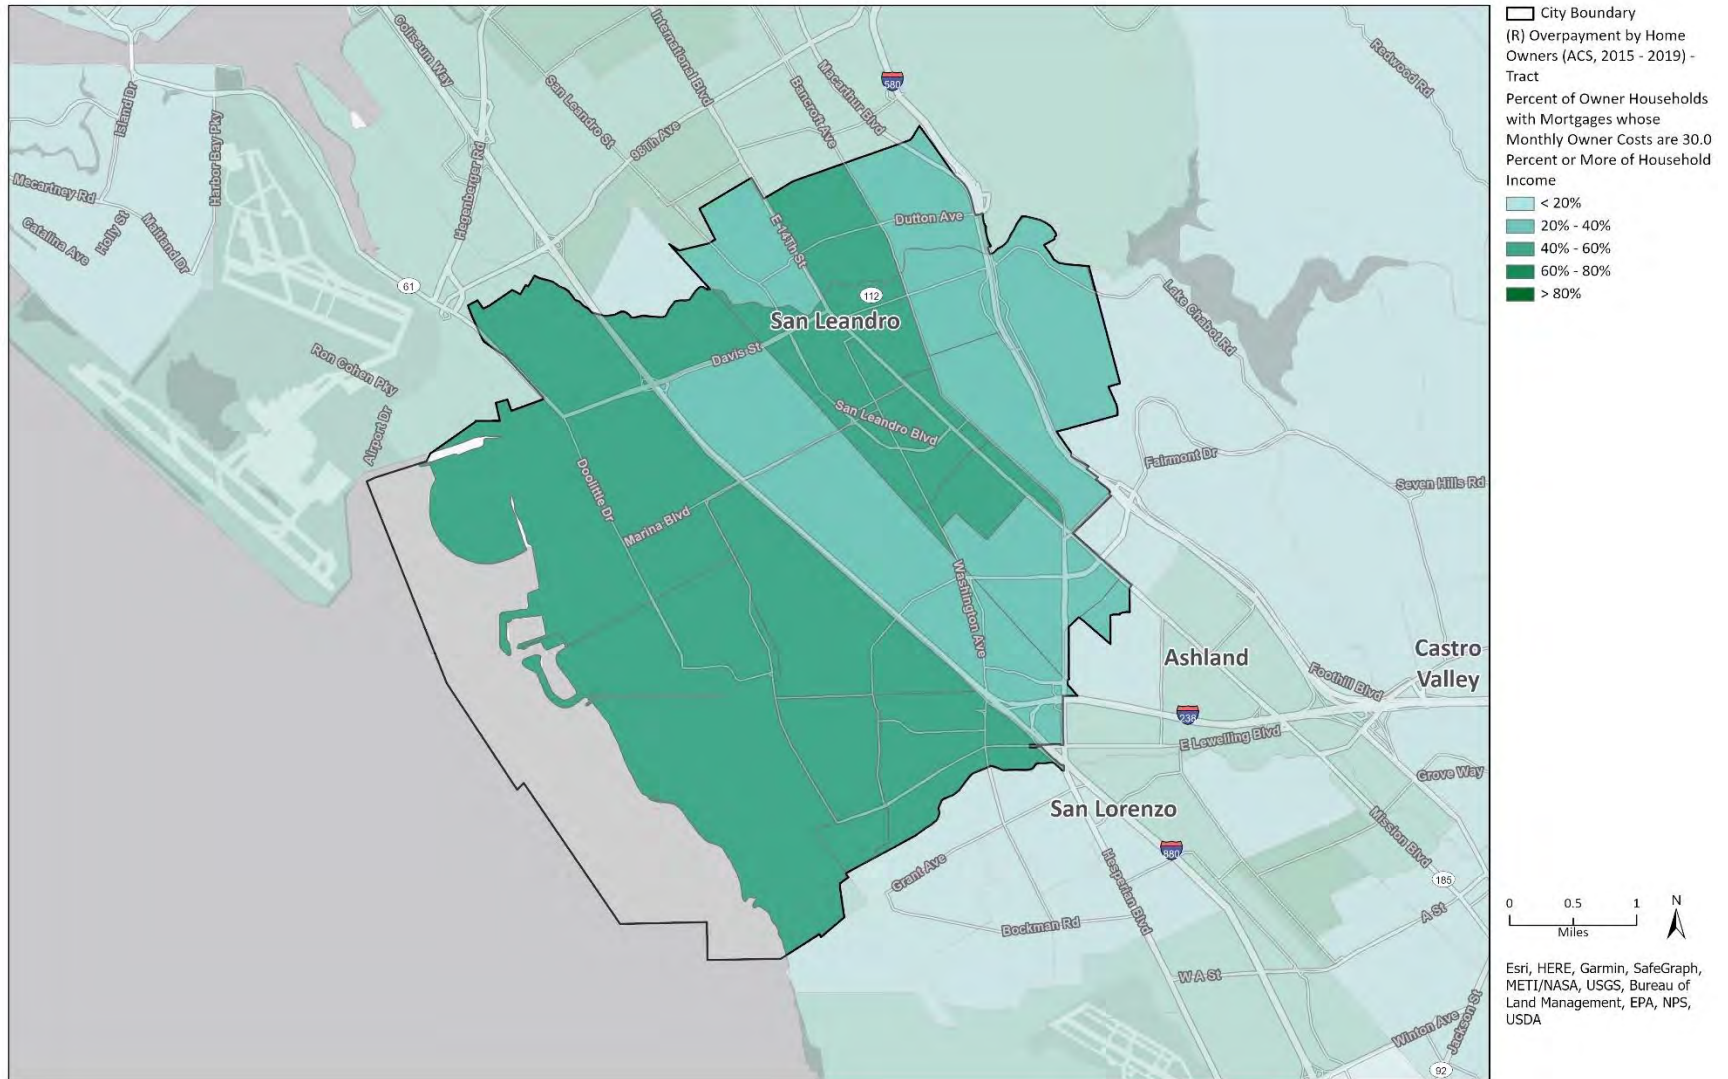 City Boundary
(R) Overpayment by Home
Owners (ACS, 2015 - 2019) -
Tract
Percent of Owner Households
with Mortgages whose
Monthly Owner Costs are 30.0
Percent or More of Household
Income
< 20%
20% - 40%
40% - 60%
60% - 80%
> 80%
Coliseum Way
International Blvd
San Leandro St
Bancroft Ave
Macarthur Blvd
580
Redwood Rd
Island Dr
Harbor Bay Pky
98Th Ave
Hegenberger Rd
Mecartney Rd
Holly St
Catalina Ave
Maitland Dr
61
E 14Th St
Dutton Ave
112
San Leandro
Lake Chabot Rd
Davis St
Ron Cohen Pky
Airport Dr
San Leandro Blvd
Doolittle Dr
Marina Blvd
Fairmont Dr
Seven Hills Rd
Washington Ave
Ashland
Castro
Valley
Foothill Blvd
238
E Lewelling Blvd
Grove Way
San Lorenzo
Mission Blvd
880
Grant Ave
Hesperian Blvd
185
A St
Bockman Rd
W A St
Winton Ave
Jackson St
92
0 0.5 1
Miles
N
Esri, HERE, Garmin, SafeGraph,
METI/NASA, USGS, Bureau of
Land Management, EPA, NPS,
USDA